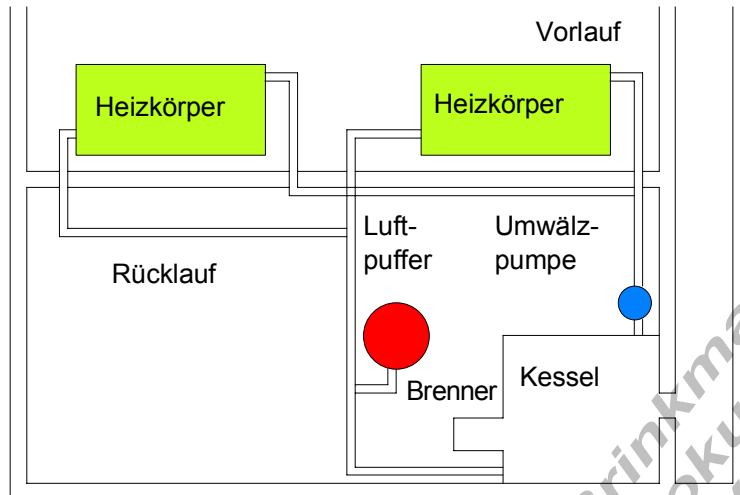 Vorlauf
Heizkörper
Heizkörper
Luft-
puffer
Umwälz-
pumpe
Rücklauf
Brenner
Kessel